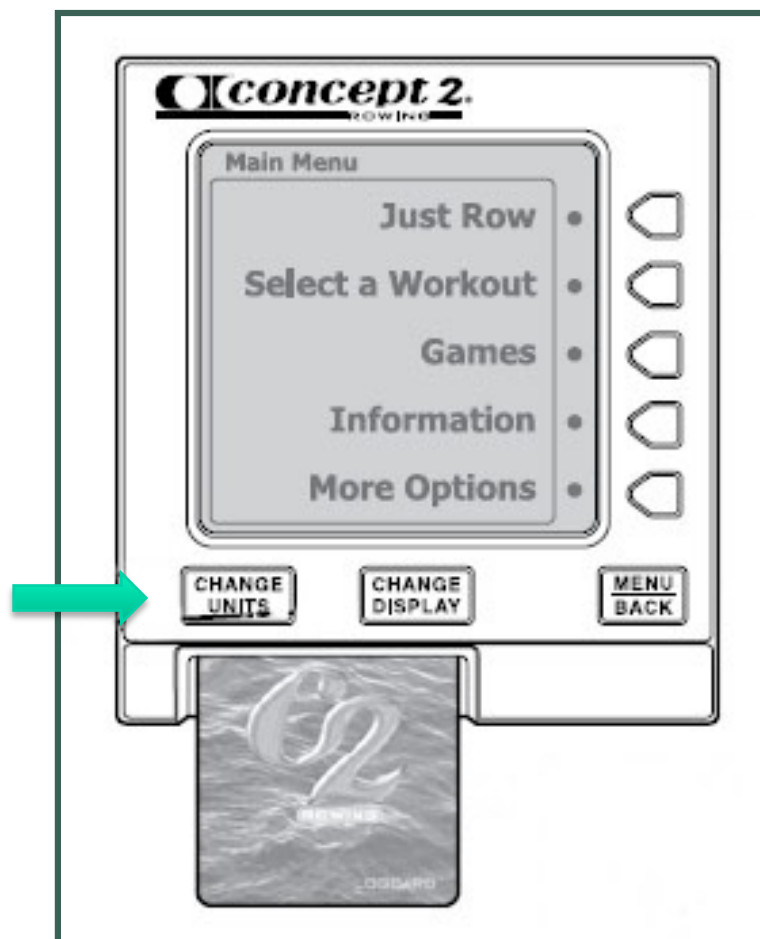 concept 2.
ROWING
Main Menu
Just Row
Select a Workout
Games
Information
More Options
CHANGE
UNITS
CHANGE
DISPLAY
MENU
BACK
C2
ROWING